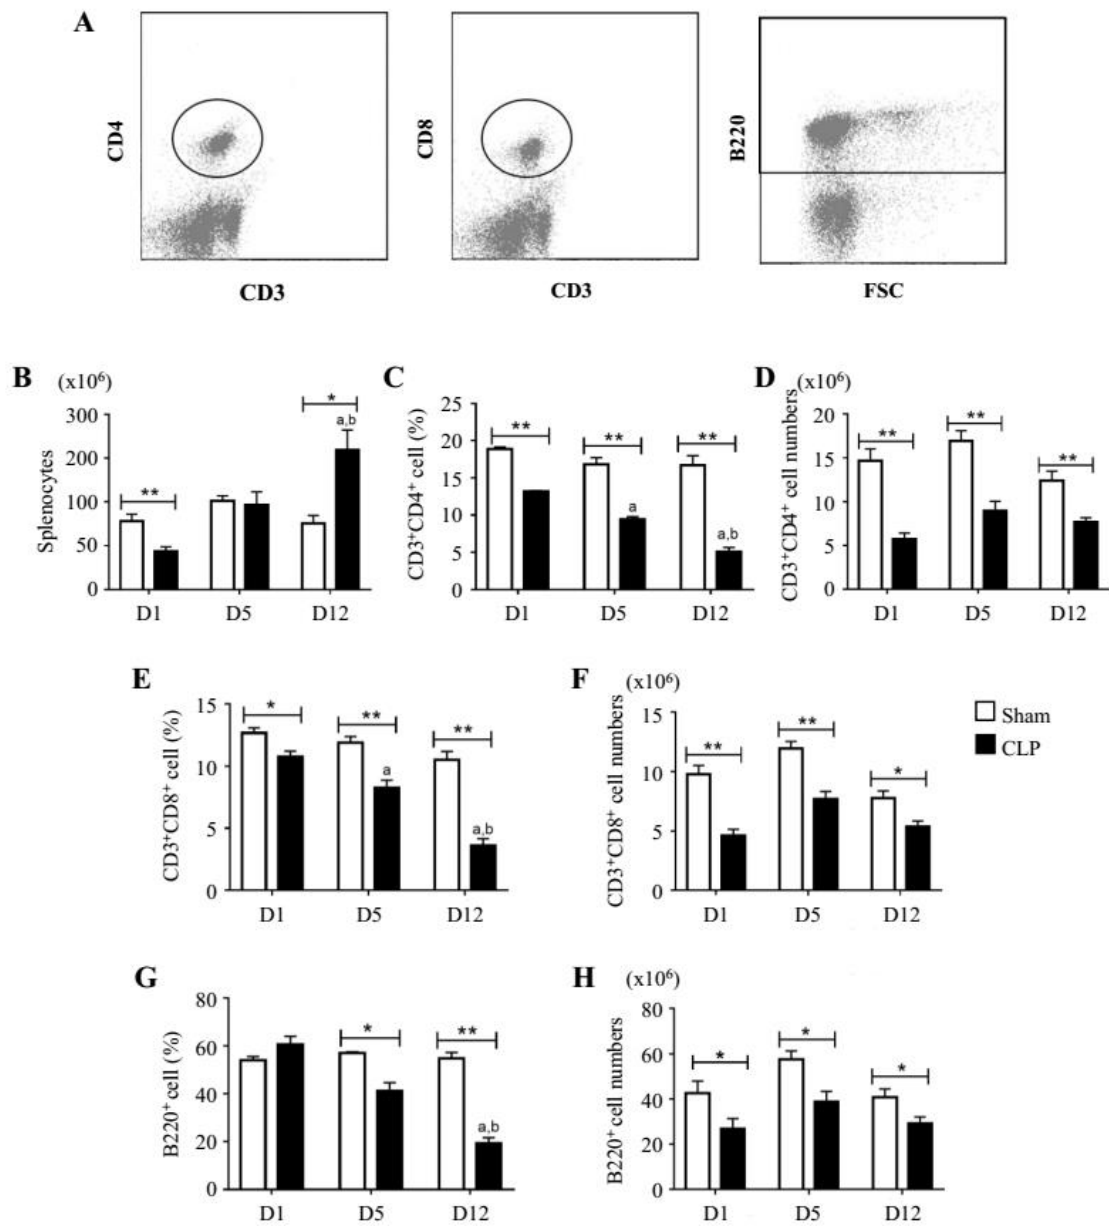 A
CD4
CD3
CD8
CD3
B220
FSC
B
(x10⁶)
Splenocytes
300
200
100
50
0
**
*
a,b
D1
D5
D12
C
CD3⁺CD4⁺ cell (%)
25
20
15
10
5
0
**
**
**
a
a,b
D1
D5
D12
D
(x10⁶)
CD3⁺CD4⁺ cell numbers
20
15
10
5
0
**
**
**
D1
D5
D12
E
CD3⁺CD8⁺ cell (%)
15
10
5
0
*
**
**
a
a,b
D1
D5
D12
F
(x10⁶)
CD3⁺CD8⁺ cell numbers
15
10
5
0
**
**
*
D1
D5
D12
Sham
CLP
G
B220⁺ cell (%)
80
60
40
20
0
*
**
a,b
D1
D5
D12
H
(x10⁶)
B220⁺ cell numbers
80
60
40
20
0
*
*
*
D1
D5
D12